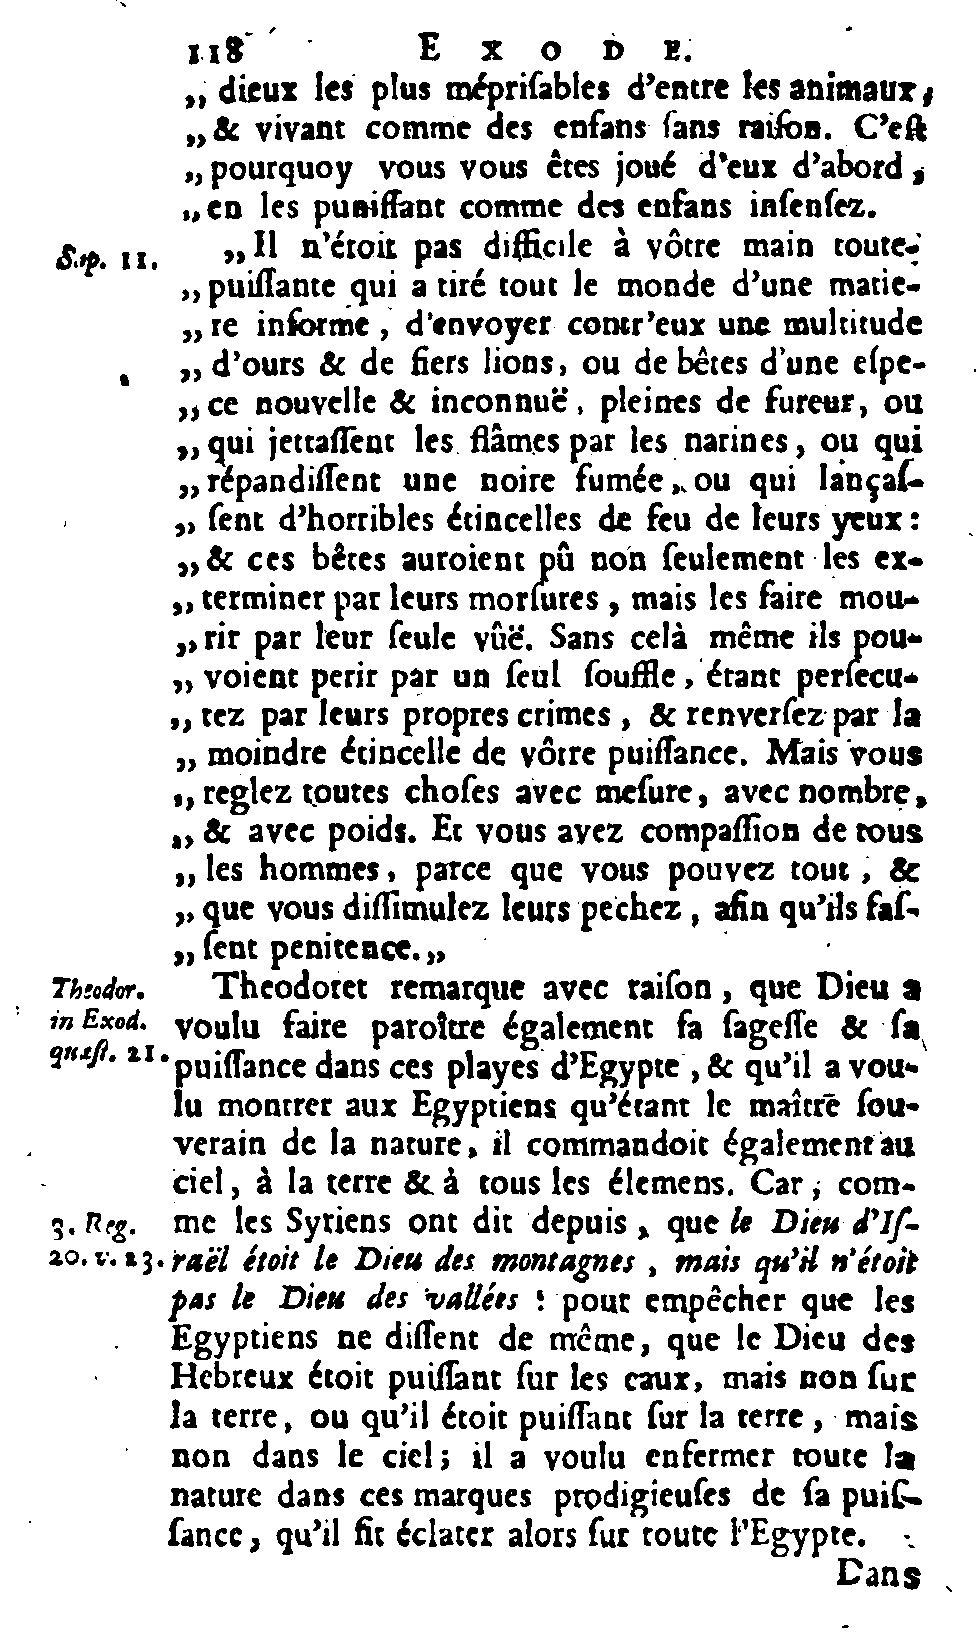 118 EXODE.
„ dieux les plus mépriſables d'entre les animaux,
„ & vivant comme des enfans ſans raiſon. C'eſt
„ pourquoy vous vous êtes joué d'eux d'abord,
„ en les puniſſant comme des enfans inſenſez.
Sap. 11. „ Il n'étoit pas difficile à vôtre main toute-
„ puiſſante qui a tiré tout le monde d'une matie-
„ re informe, d'envoyer contr'eux une multitude
„ d'ours & de fiers lions, ou de bêtes d'une eſpe-
„ ce nouvelle & inconnuë, pleines de fureur, ou
„ qui jettaſſent les flâmes par les narines, ou qui
„ répandiſſent une noire fumée, ou qui lançaſ-
„ ſent d'horribles étincelles de feu de leurs yeux:
„ & ces bêtes auroient pû non ſeulement les ex-
„ terminer par leurs morſures, mais les faire mou-
„ rir par leur ſeule vûë. Sans celà même ils pou-
„ voient perir par un ſeul ſouffle, étant perſecu-
„ tez par leurs propres crimes, & renverſez par la
„ moindre étincelle de vôtre puiſſance. Mais vous
„ reglez toutes choſes avec meſure, avec nombre,
„ & avec poids. Et vous avez compaſſion de tous
„ les hommes, parce que vous pouvez tout, &
„ que vous diſſimulez leurs pechez, afin qu'ils faſ-
„ ſent penitence. „
Theodor. Theodoret remarque avec raiſon, que Dieu a
in Exod. voulu faire paroître également ſa ſageſſe & ſa
quæſt. 21. puiſſance dans ces playes d'Egypte, & qu'il a vou-
lu montrer aux Egyptiens qu'étant le maître ſou-
verain de la nature, il commandoit également au
ciel, à la terre & à tous les élemens. Car, com-
3. Reg. me les Syriens ont dit depuis, que le Dieu d'Iſ-
20. v. 23. raël étoit le Dieu des montagnes, mais qu'il n'étoit
pas le Dieu des vallées: pour empêcher que les
Egyptiens ne diſſent de même, que le Dieu des
Hebreux étoit puiſſant ſur les eaux, mais non ſur
la terre, ou qu'il étoit puiſſant ſur la terre, mais
non dans le ciel; il a voulu enfermer toute la
nature dans ces marques prodigieuſes de ſa puiſ-
ſance, qu'il fit éclater alors ſur toute l'Egypte.
Dans